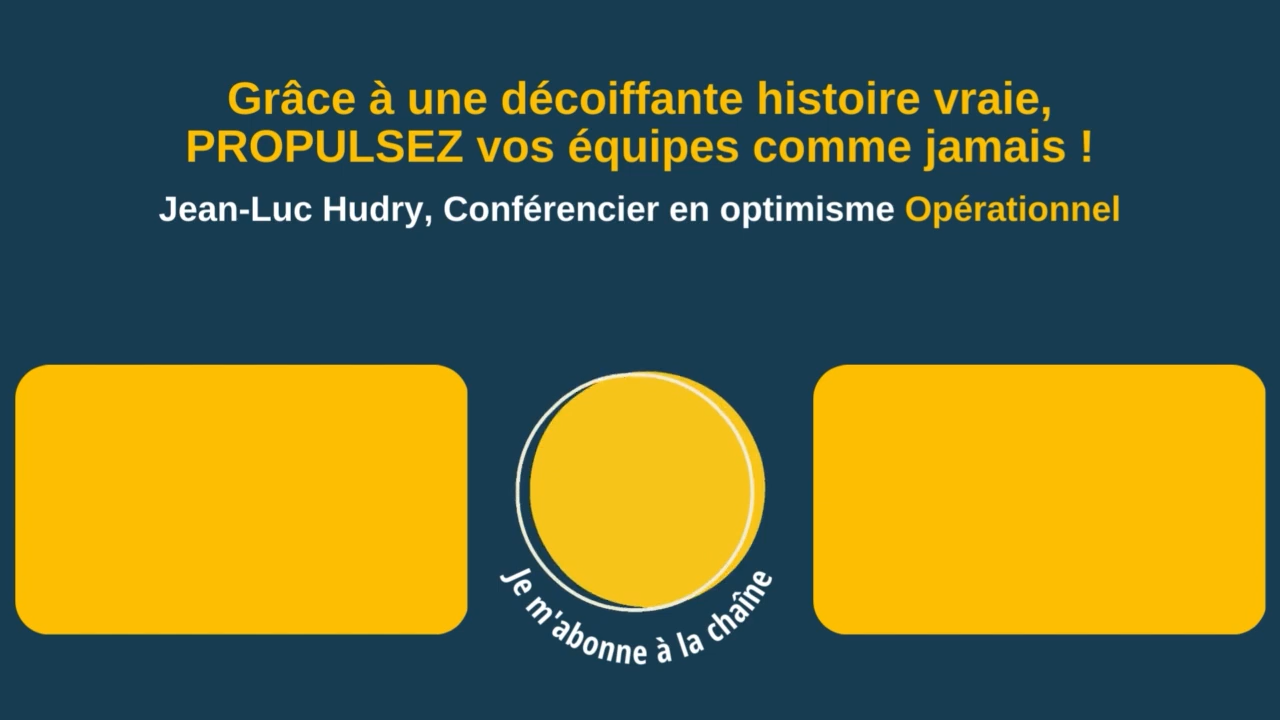 Grâce à une décoiffante histoire vraie,
PROPULSEZ vos équipes comme jamais !
Jean-Luc Hudry, Conférencier en optimisme Opérationnel
Je m'abonne à la chaîne